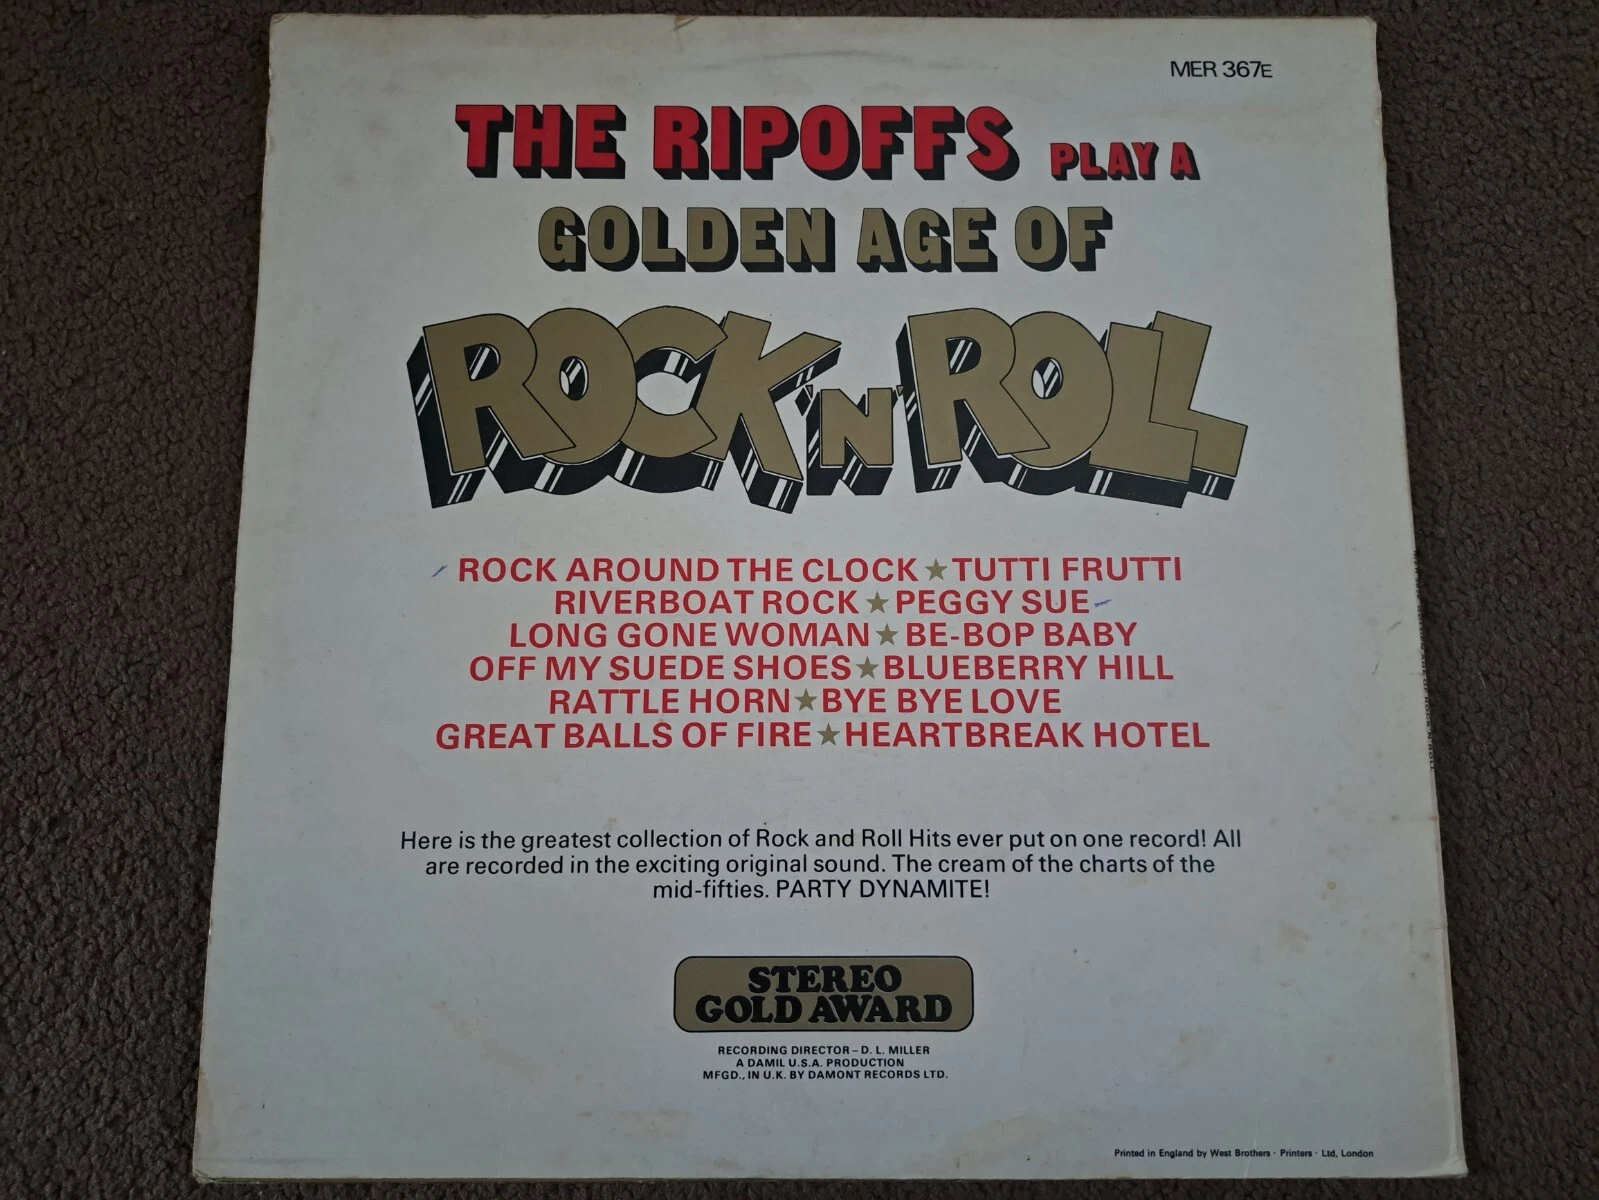 MER 367E
THE RIPOFFS PLAY A
GOLDEN AGE OF
ROCK 'N' ROLL
ROCK AROUND THE CLOCK ★ TUTTI FRUTTI
RIVERBOAT ROCK ★ PEGGY SUE
LONG GONE WOMAN ★ BE-BOP BABY
OFF MY SUEDE SHOES ★ BLUEBERRY HILL
RATTLE HORN ★ BYE BYE LOVE
GREAT BALLS OF FIRE ★ HEARTBREAK HOTEL
Here is the greatest collection of Rock and Roll Hits ever put on one record! All
are recorded in the exciting original sound. The cream of the charts of the
mid-fifties. PARTY DYNAMITE!
STEREO
GOLD AWARD
RECORDING DIRECTOR – D. L. MILLER
A DAMIL U.S.A. PRODUCTION
MFGD., IN U.K. BY DAMONT RECORDS LTD.
Printed in England by West Brothers · Printers · Ltd, London